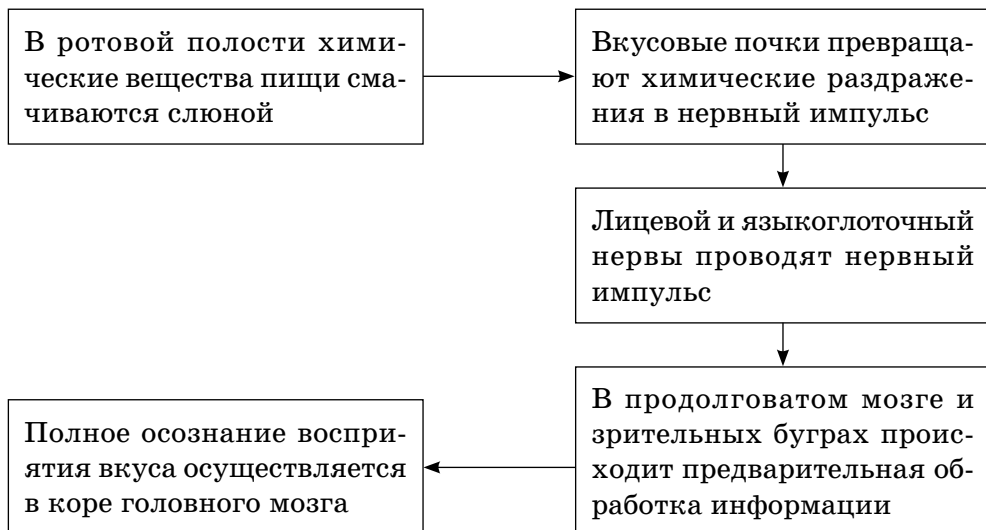 В ротовой полости хими-
ческие вещества пищи сма-
чиваются слюной
Вкусовые почки превраща-
ют химические раздраже-
ния в нервный импульс
Лицевой и языкоглоточный
нервы проводят нервный
импульс
В продолговатом мозге и
зрительных буграх проис-
ходит предварительная об-
работка информации
Полное осознание воспри-
ятия вкуса осуществляется
в коре головного мозга